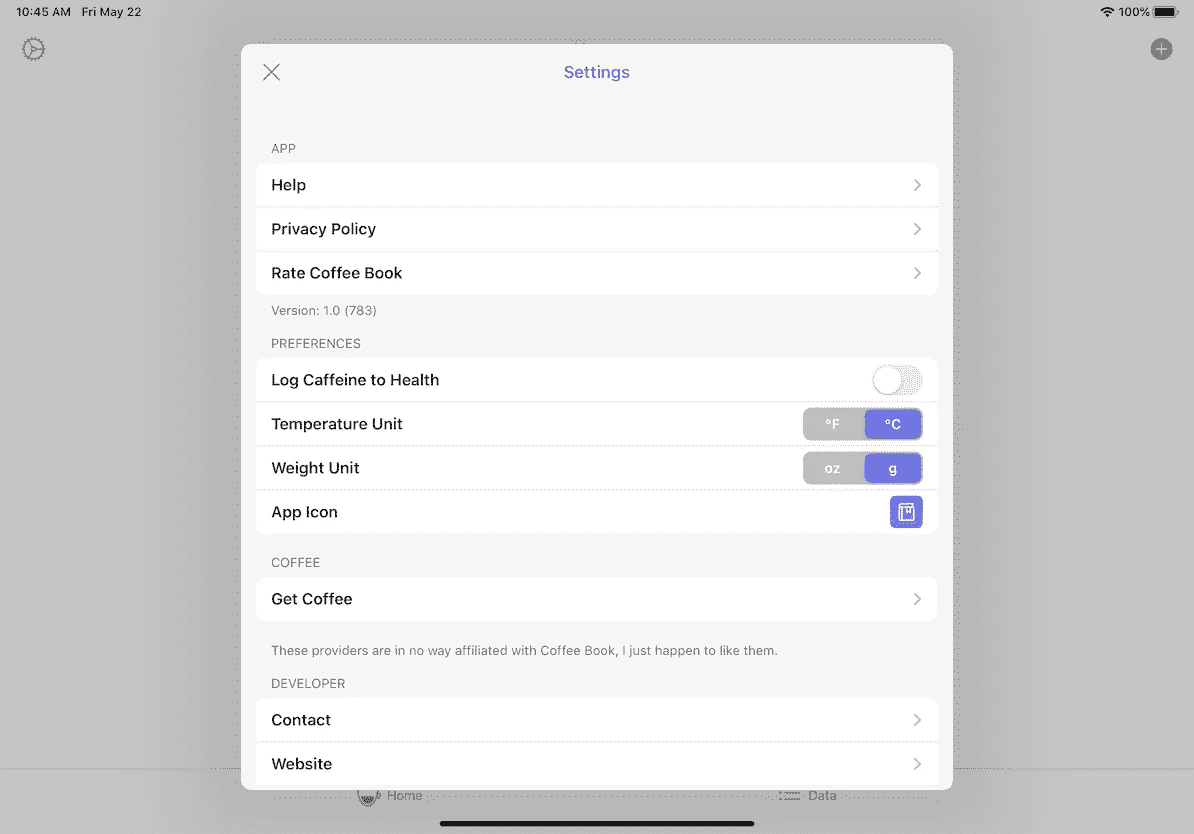 10:45 AM Fri May 22
100%
Settings
APP
Help
Privacy Policy
Rate Coffee Book
Version: 1.0 (783)
PREFERENCES
Log Caffeine to Health
Temperature Unit °F °C
Weight Unit oz g
App Icon
COFFEE
Get Coffee
These providers are in no way affiliated with Coffee Book, I just happen to like them.
DEVELOPER
Contact
Website
Home Data